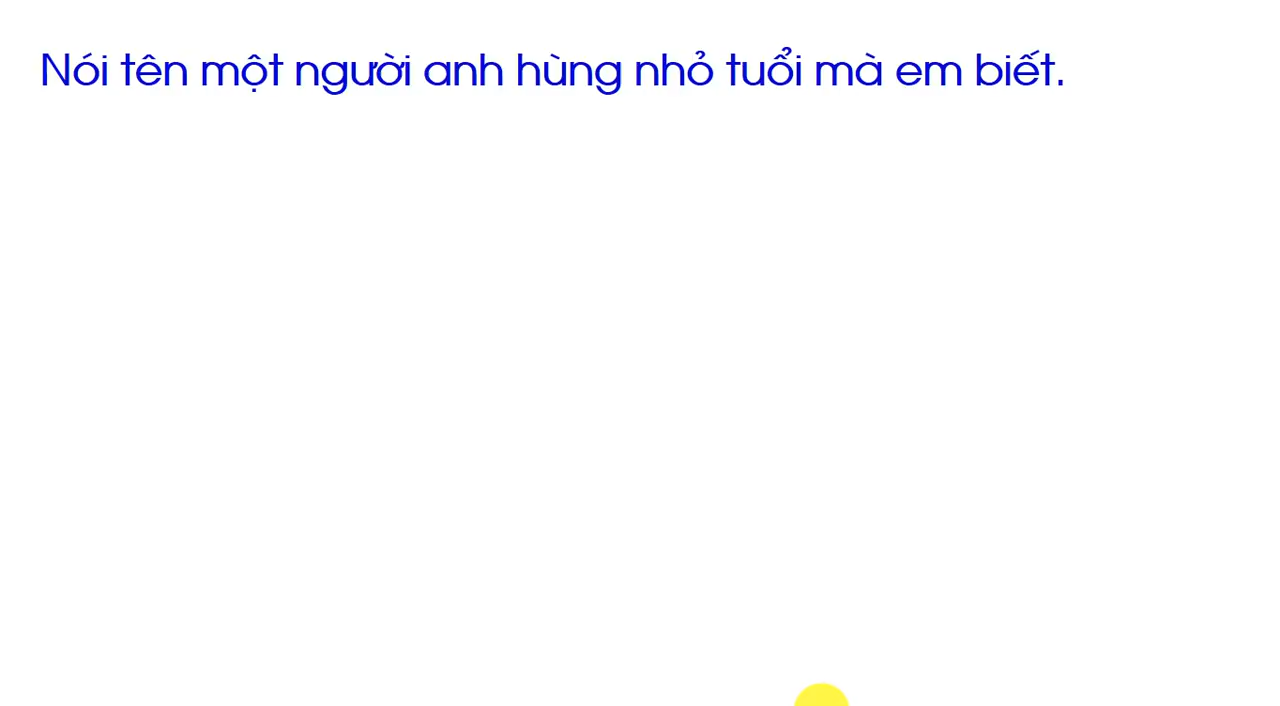 Nói tên một người anh hùng nhỏ tuổi mà em biết.